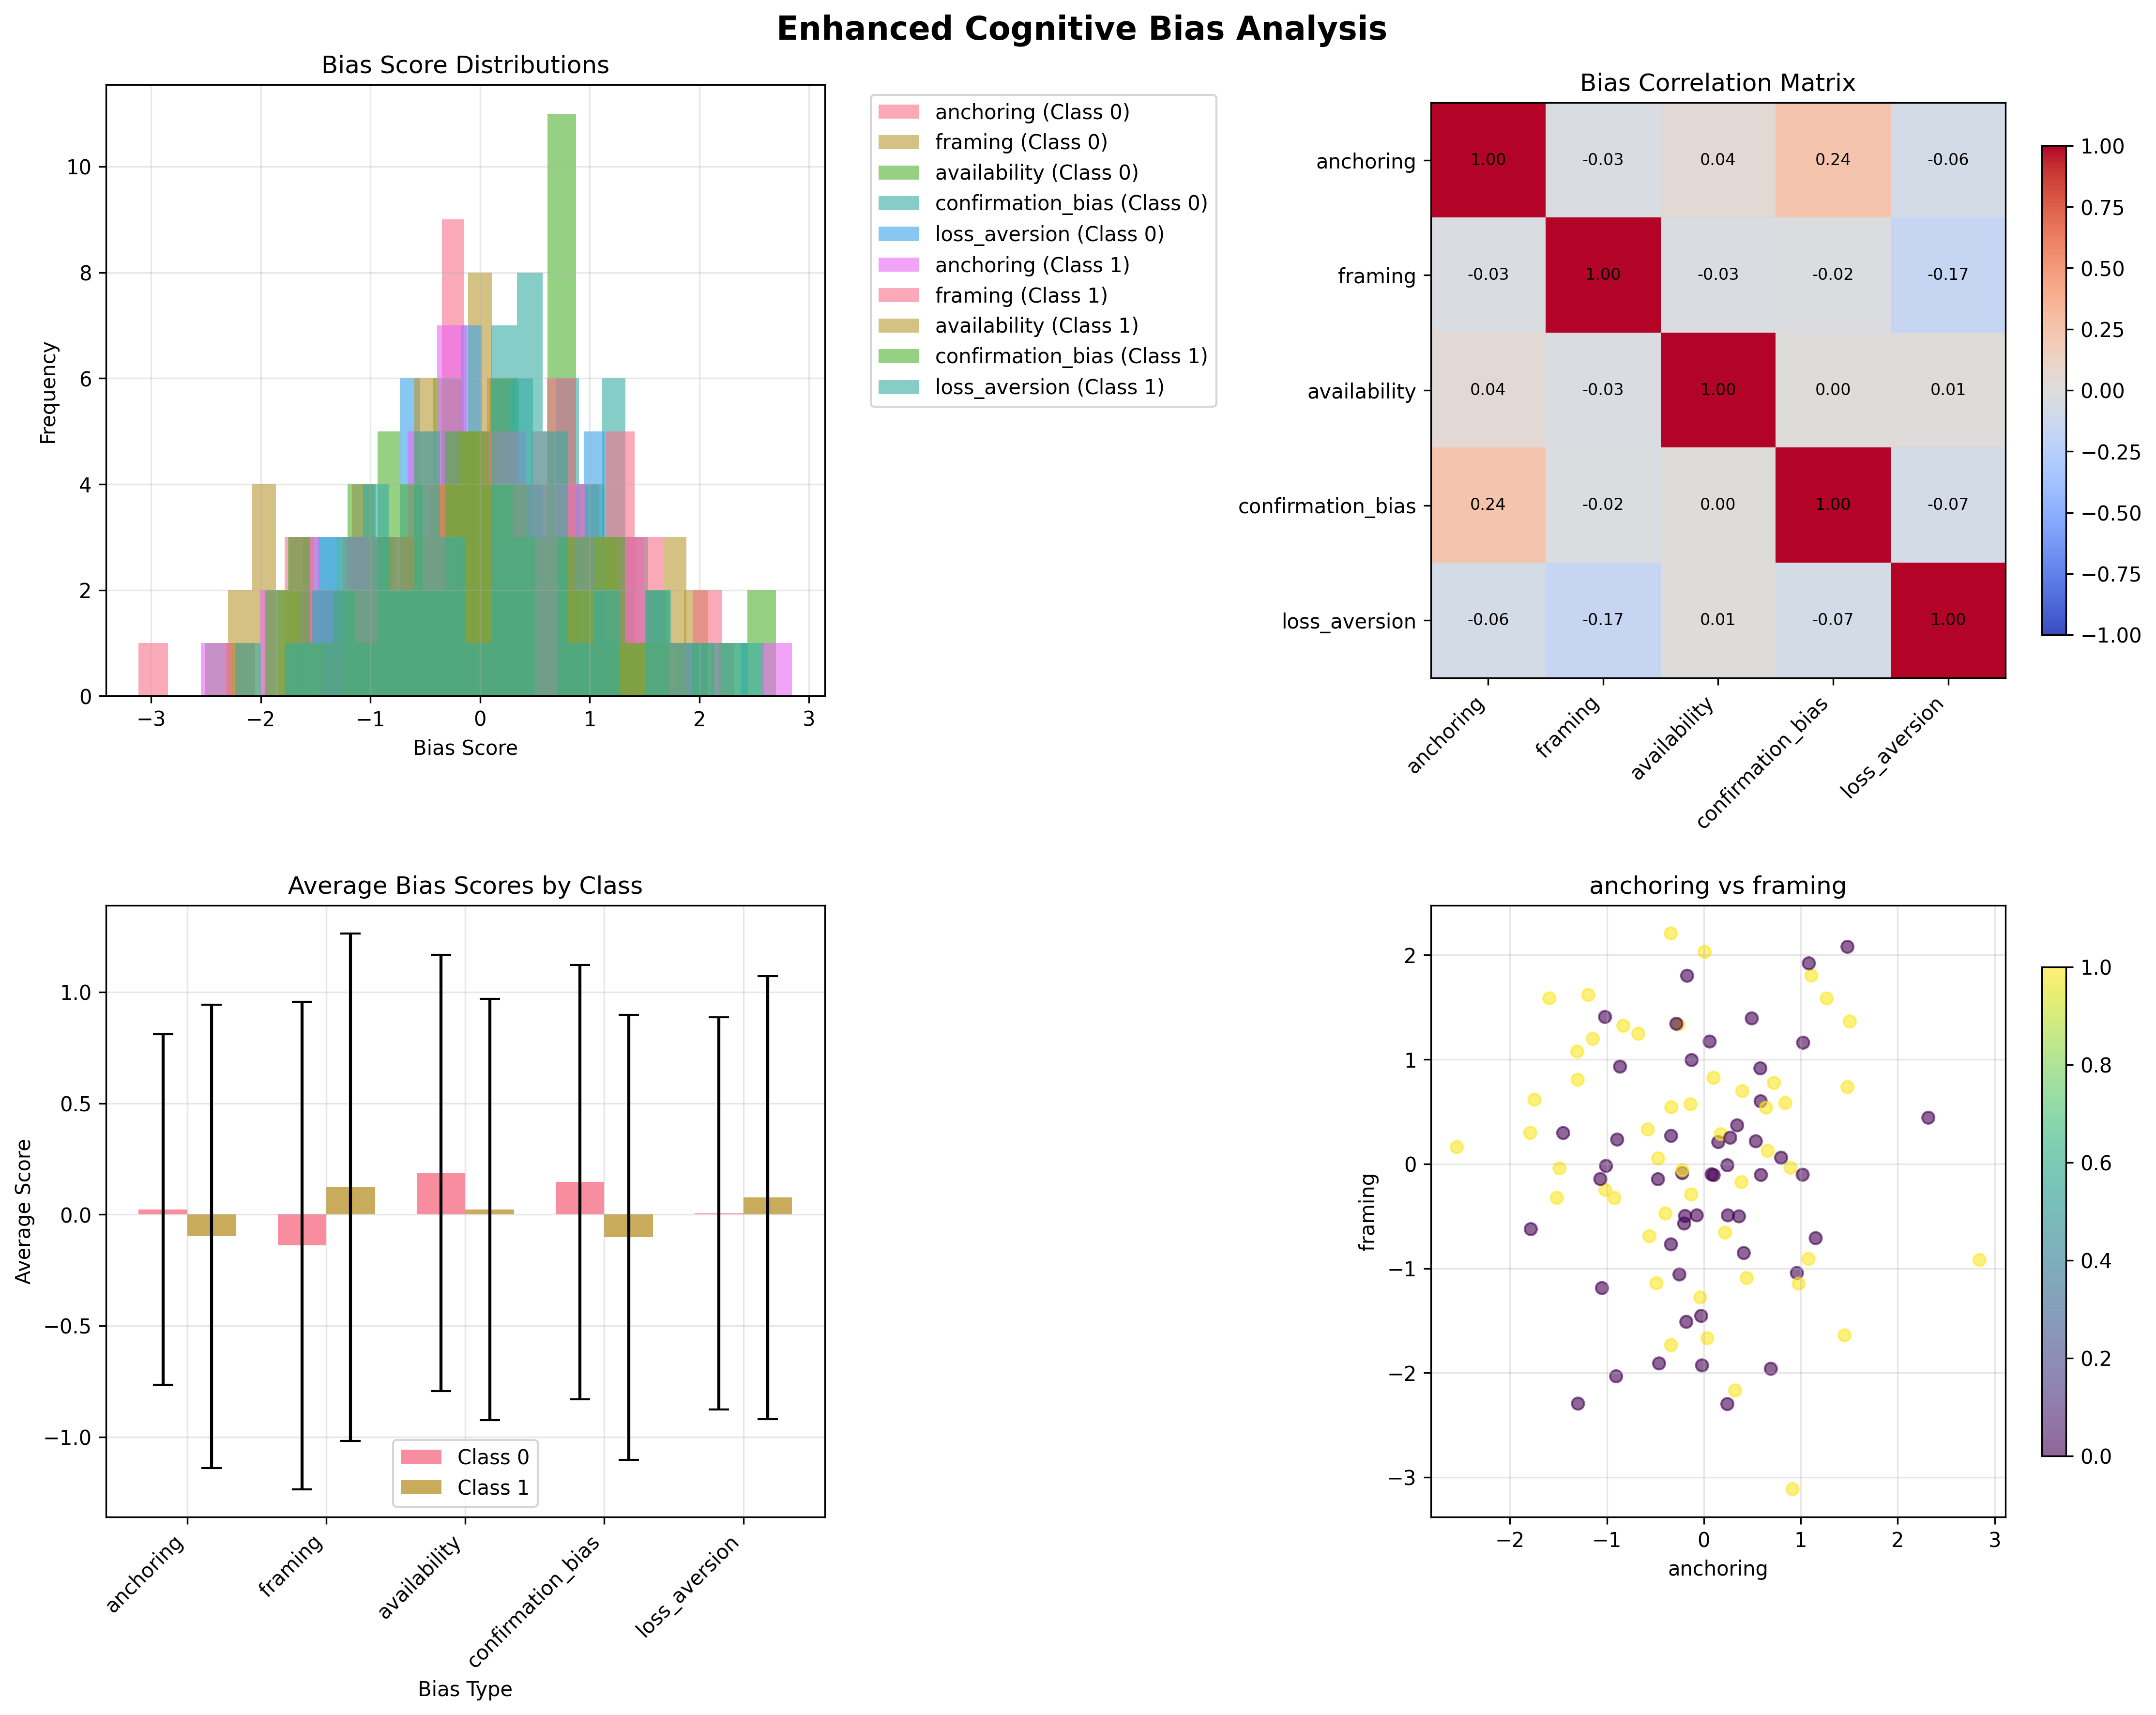 Enhanced Cognitive Bias Analysis
Bias Score Distributions
10
8
6
4
2
0
Frequency
−3
−2
−1
0
1
2
3
Bias Score
anchoring (Class 0)
framing (Class 0)
availability (Class 0)
confirmation_bias (Class 0)
loss_aversion (Class 0)
anchoring (Class 1)
framing (Class 1)
availability (Class 1)
confirmation_bias (Class 1)
loss_aversion (Class 1)
Bias Correlation Matrix
anchoring 1.00 -0.03 0.04 0.24 -0.06
framing -0.03 1.00 -0.03 -0.02 -0.17
availability 0.04 -0.03 1.00 0.00 0.01
confirmation_bias 0.24 -0.02 0.00 1.00 -0.07
loss_aversion -0.06 -0.17 0.01 -0.07 1.00
anchoring
framing
availability
confirmation_bias
loss_aversion
1.00
0.75
0.50
0.25
0.00
−0.25
−0.50
−0.75
−1.00
Average Bias Scores by Class
1.0
0.5
0.0
−0.5
−1.0
Average Score
Class 0
Class 1
anchoring
framing
availability
confirmation_bias
loss_aversion
Bias Type
anchoring vs framing
2
1
0
−1
−2
−3
framing
−2
−1
0
1
2
3
anchoring
1.0
0.8
0.6
0.4
0.2
0.0